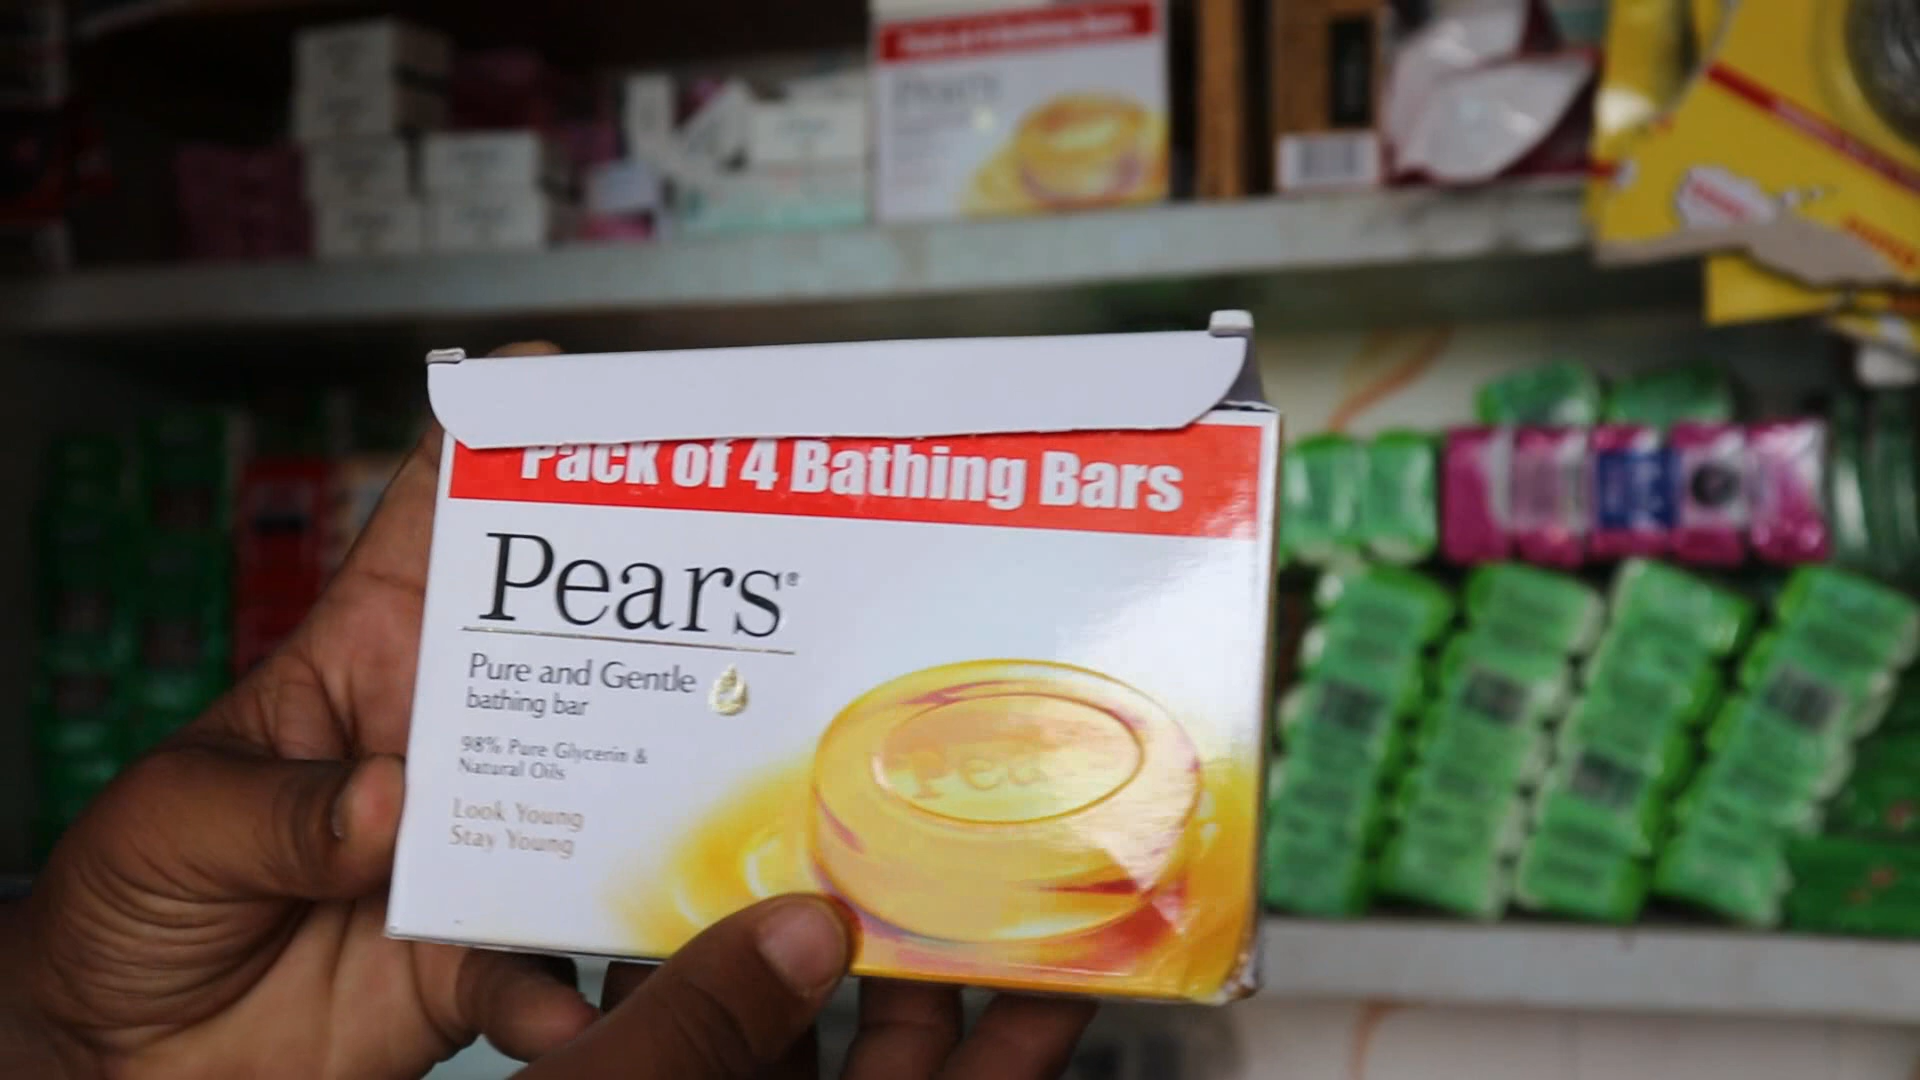 Pack of 4 Bathing Bars
Pears®
Pure and Gentle
bathing bar
98% Pure Glycerin &
Natural Oils
Look Young
Stay Young
Pears